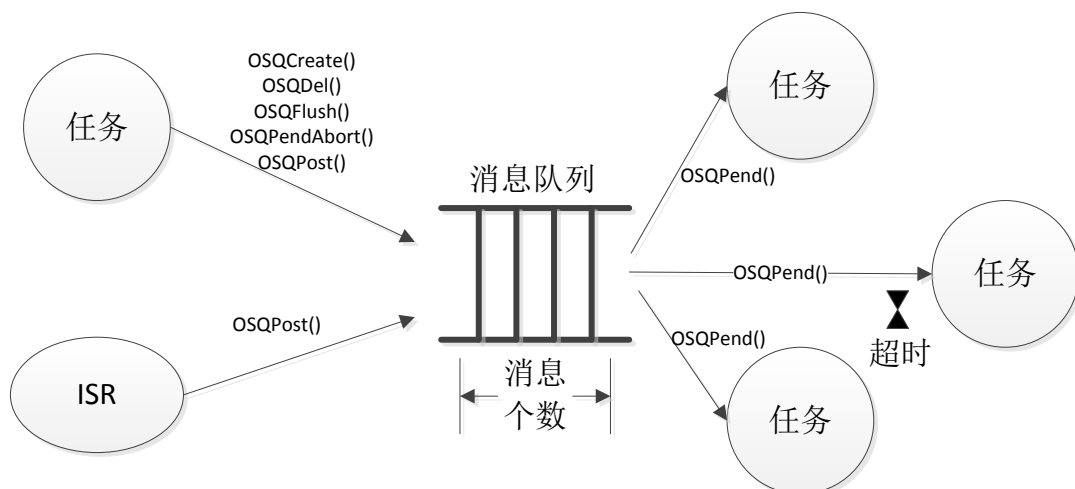 任务
OSQCreate()
OSQDel()
OSQFlush()
OSQPendAbort()
OSQPost()
消息队列
任务
OSQPend()
OSQPend()
任务
超时
OSQPost()
ISR
消息
个数
OSQPend()
任务